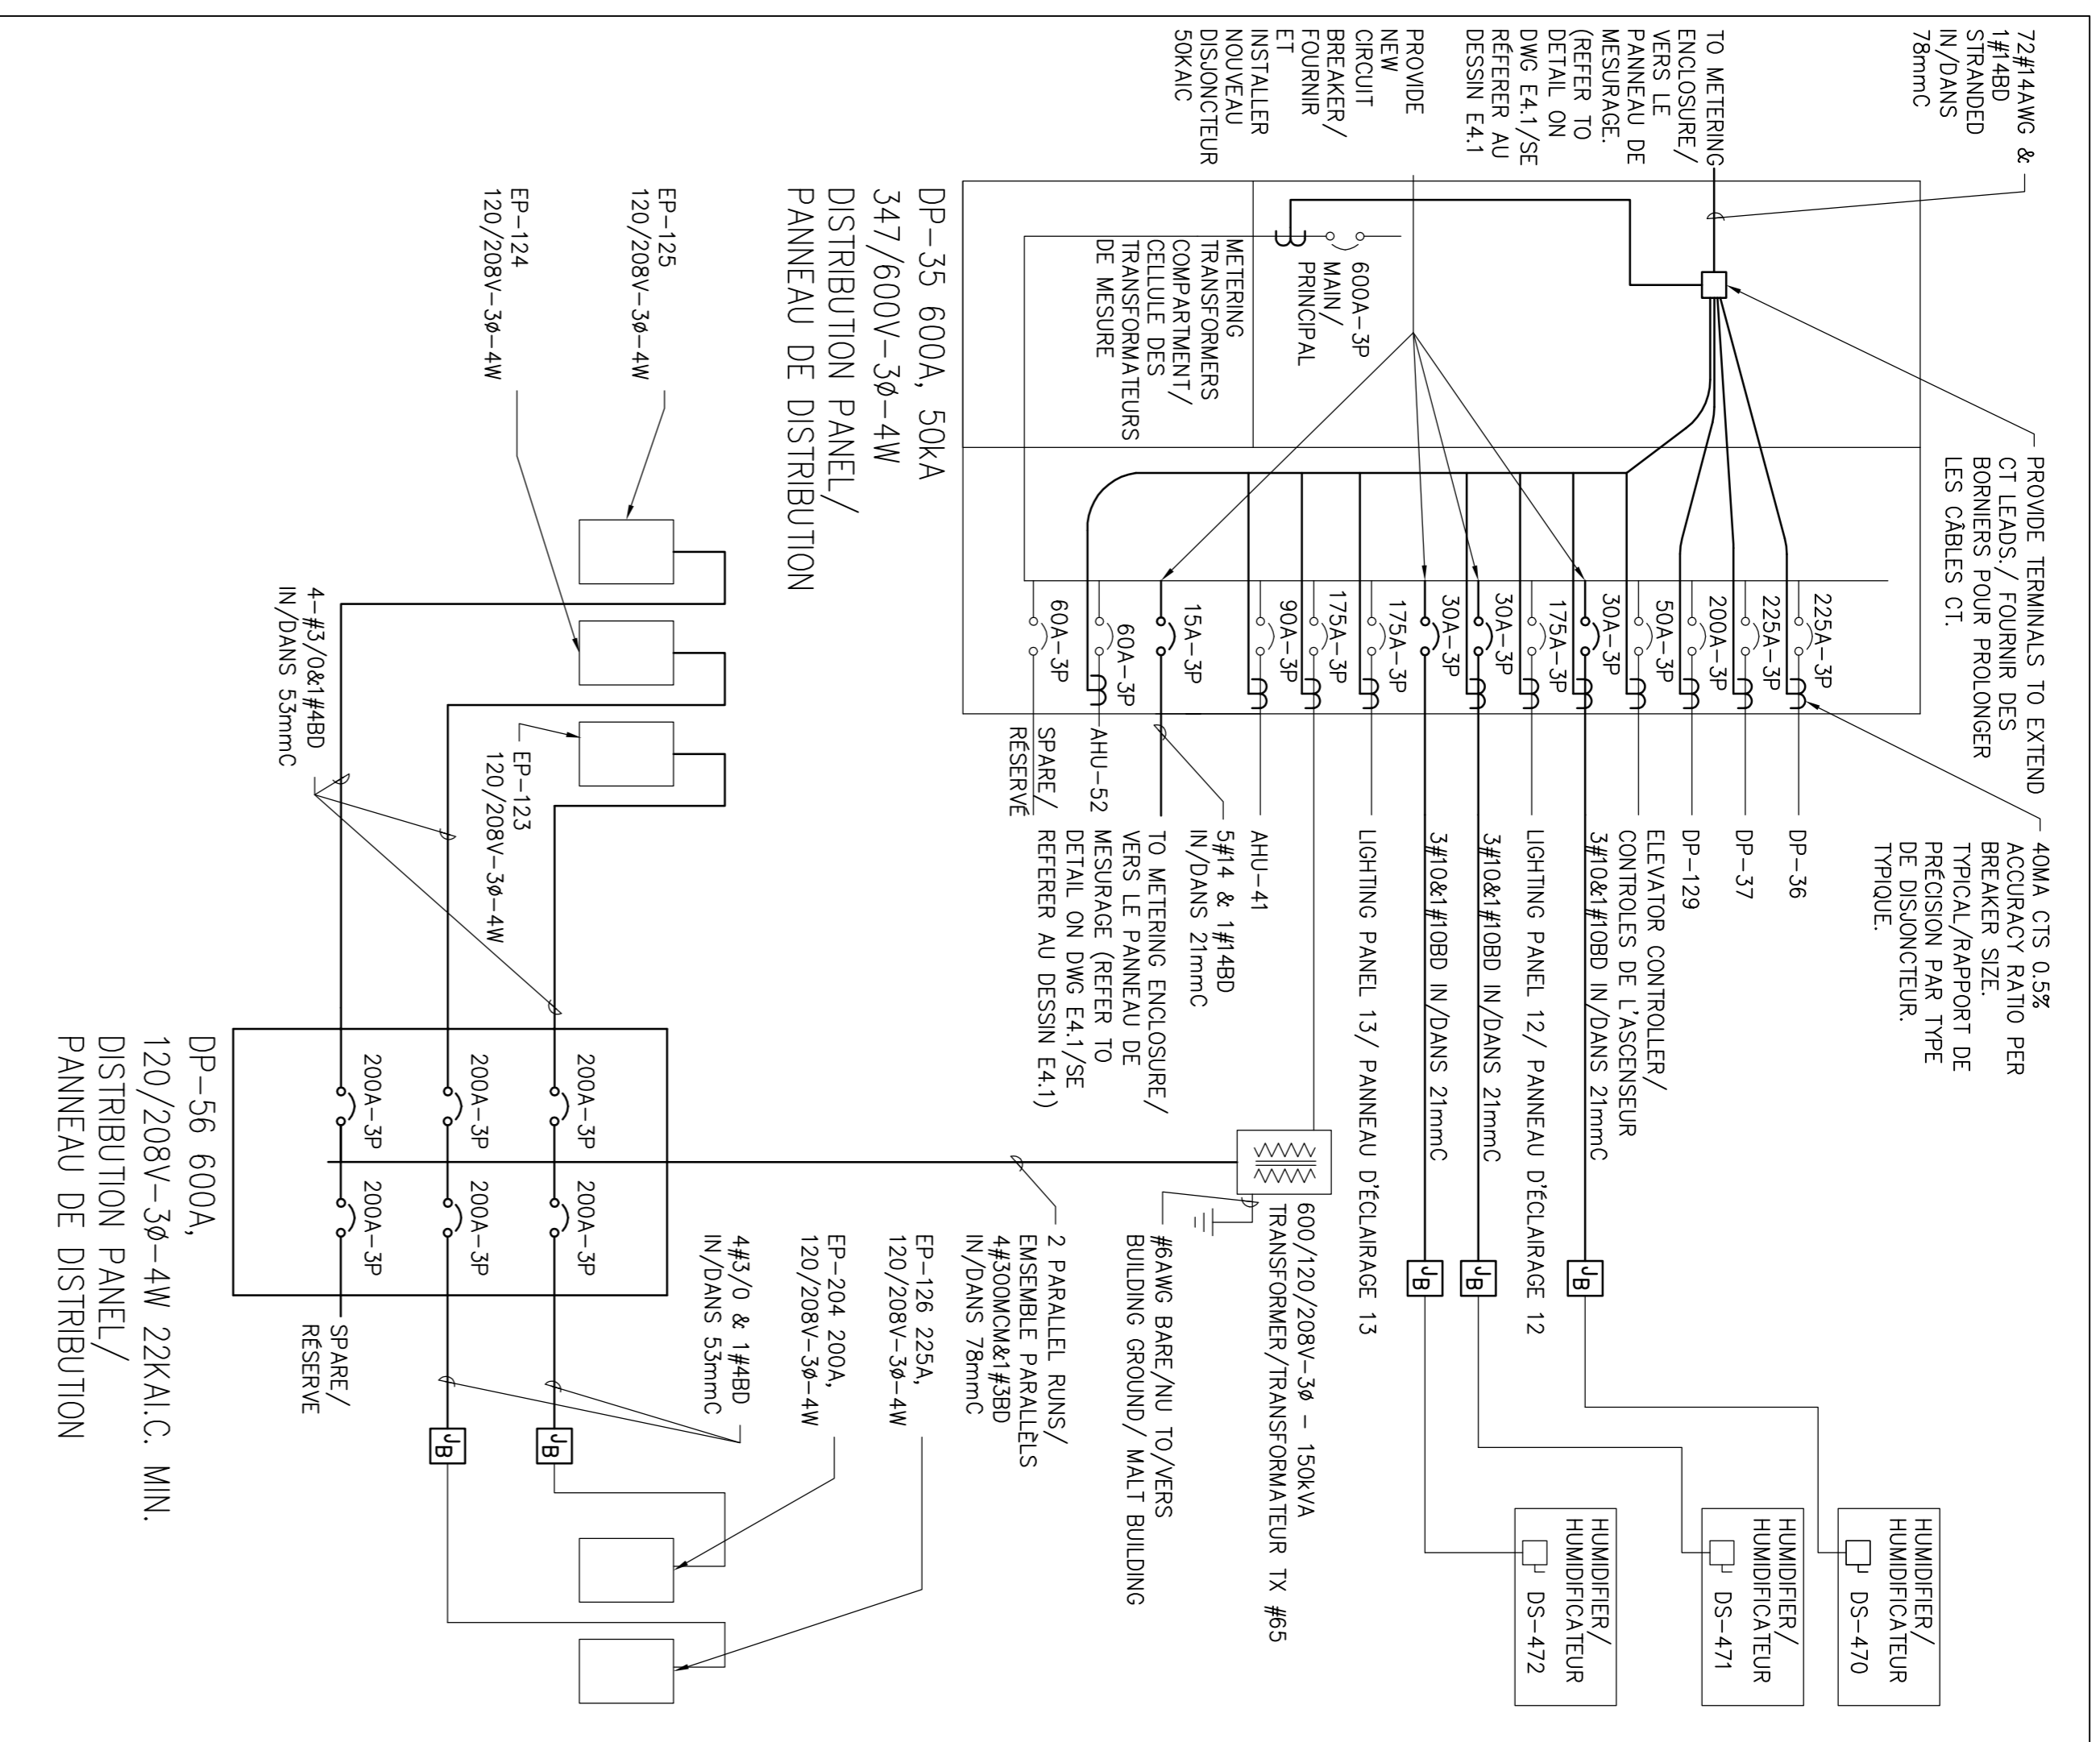 72#14AWG &
1#14BD
STRANDED
IN/DANS
78mmC
TO METERING
ENCLOSURE/
VERS LE
PANNEAU DE
MESURAGE.
(REFER TO
DETAIL ON
DWG E4.1/SE
RÉFERER AU
DESSIN E4.1
PROVIDE
NEW
CIRCUIT
BREAKER/
FOURNIR
ET
INSTALLER
NOUVEAU
DISJONCTEUR
50KAIC
PROVIDE TERMINALS TO EXTEND
CT LEADS./ FOURNIR DES
BORNIERS POUR PROLONGER
LES CÂBLES CT.
40MA CTS 0.5%
ACCURACY RATIO PER
BREAKER SIZE.
TYPICAL/RAPPORT DE
PRÉCISION PAR TYPE
DE DISJONCTEUR.
TYPIQUE.
600A-3P
MAIN/
PRINCIPAL
METERING
TRANSFORMERS
COMPARTMENT/
CELLULE DES
TRANSFORMATEURS
DE MESURE
DP-35 600A, 50kA
347/600V-3Ø-4W
DISTRIBUTION PANEL/
PANNEAU DE DISTRIBUTION
225A-3P
225A-3P
200A-3P
50A-3P
30A-3P
175A-3P
30A-3P
30A-3P
175A-3P
175A-3P
90A-3P
15A-3P
60A-3P
60A-3P
DP-36
DP-37
DP-129
ELEVATOR CONTROLLER/
CONTROLES DE L'ASCENSEUR
3#10&1#10BD IN/DANS 21mmC
LIGHTING PANEL 12/ PANNEAU D'ÉCLAIRAGE 12
3#10&1#10BD IN/DANS 21mmC
3#10&1#10BD IN/DANS 21mmC
LIGHTING PANEL 13/ PANNEAU D'ÉCLAIRAGE 13
AHU-41
5#14 & 1#14BD
IN/DANS 21mmC
TO METERING ENCLOSURE/
VERS LE PANNEAU DE
MESURAGE (REFER TO
DETAIL ON DWG E4.1/SE
REFERER AU DESSIN E4.1)
AHU-52
SPARE/
RÉSERVÉ
JB
JB
JB
HUMIDIFIER/
HUMIDIFICATEUR
DS-470
HUMIDIFIER/
HUMIDIFICATEUR
DS-471
HUMIDIFIER/
HUMIDIFICATEUR
DS-472
600/120/208V-3Ø - 150kVA
TRANSFORMER/TRANSFORMATEUR TX #65
#6AWG BARE/NU TO/VERS
BUILDING GROUND/ MALT BUILDING
2 PARALLEL RUNS/
EMSEMBLE PARALLÈLS
4#300MCM&1#3BD
IN/DANS 78mmC
EP-125
120/208V-3Ø-4W
EP-124
120/208V-3Ø-4W
EP-123
120/208V-3Ø-4W
4-#3/0&1#4BD
IN/DANS 53mmC
EP-126 225A,
120/208V-3Ø-4W
EP-204 200A,
120/208V-3Ø-4W
4#3/0 & 1#4BD
IN/DANS 53mmC
200A-3P
200A-3P
200A-3P
200A-3P
200A-3P
200A-3P
JB
JB
SPARE/
RÉSERVE
DP-56 600A,
120/208V-3Ø-4W 22KAI.C. MIN.
DISTRIBUTION PANEL/
PANNEAU DE DISTRIBUTION